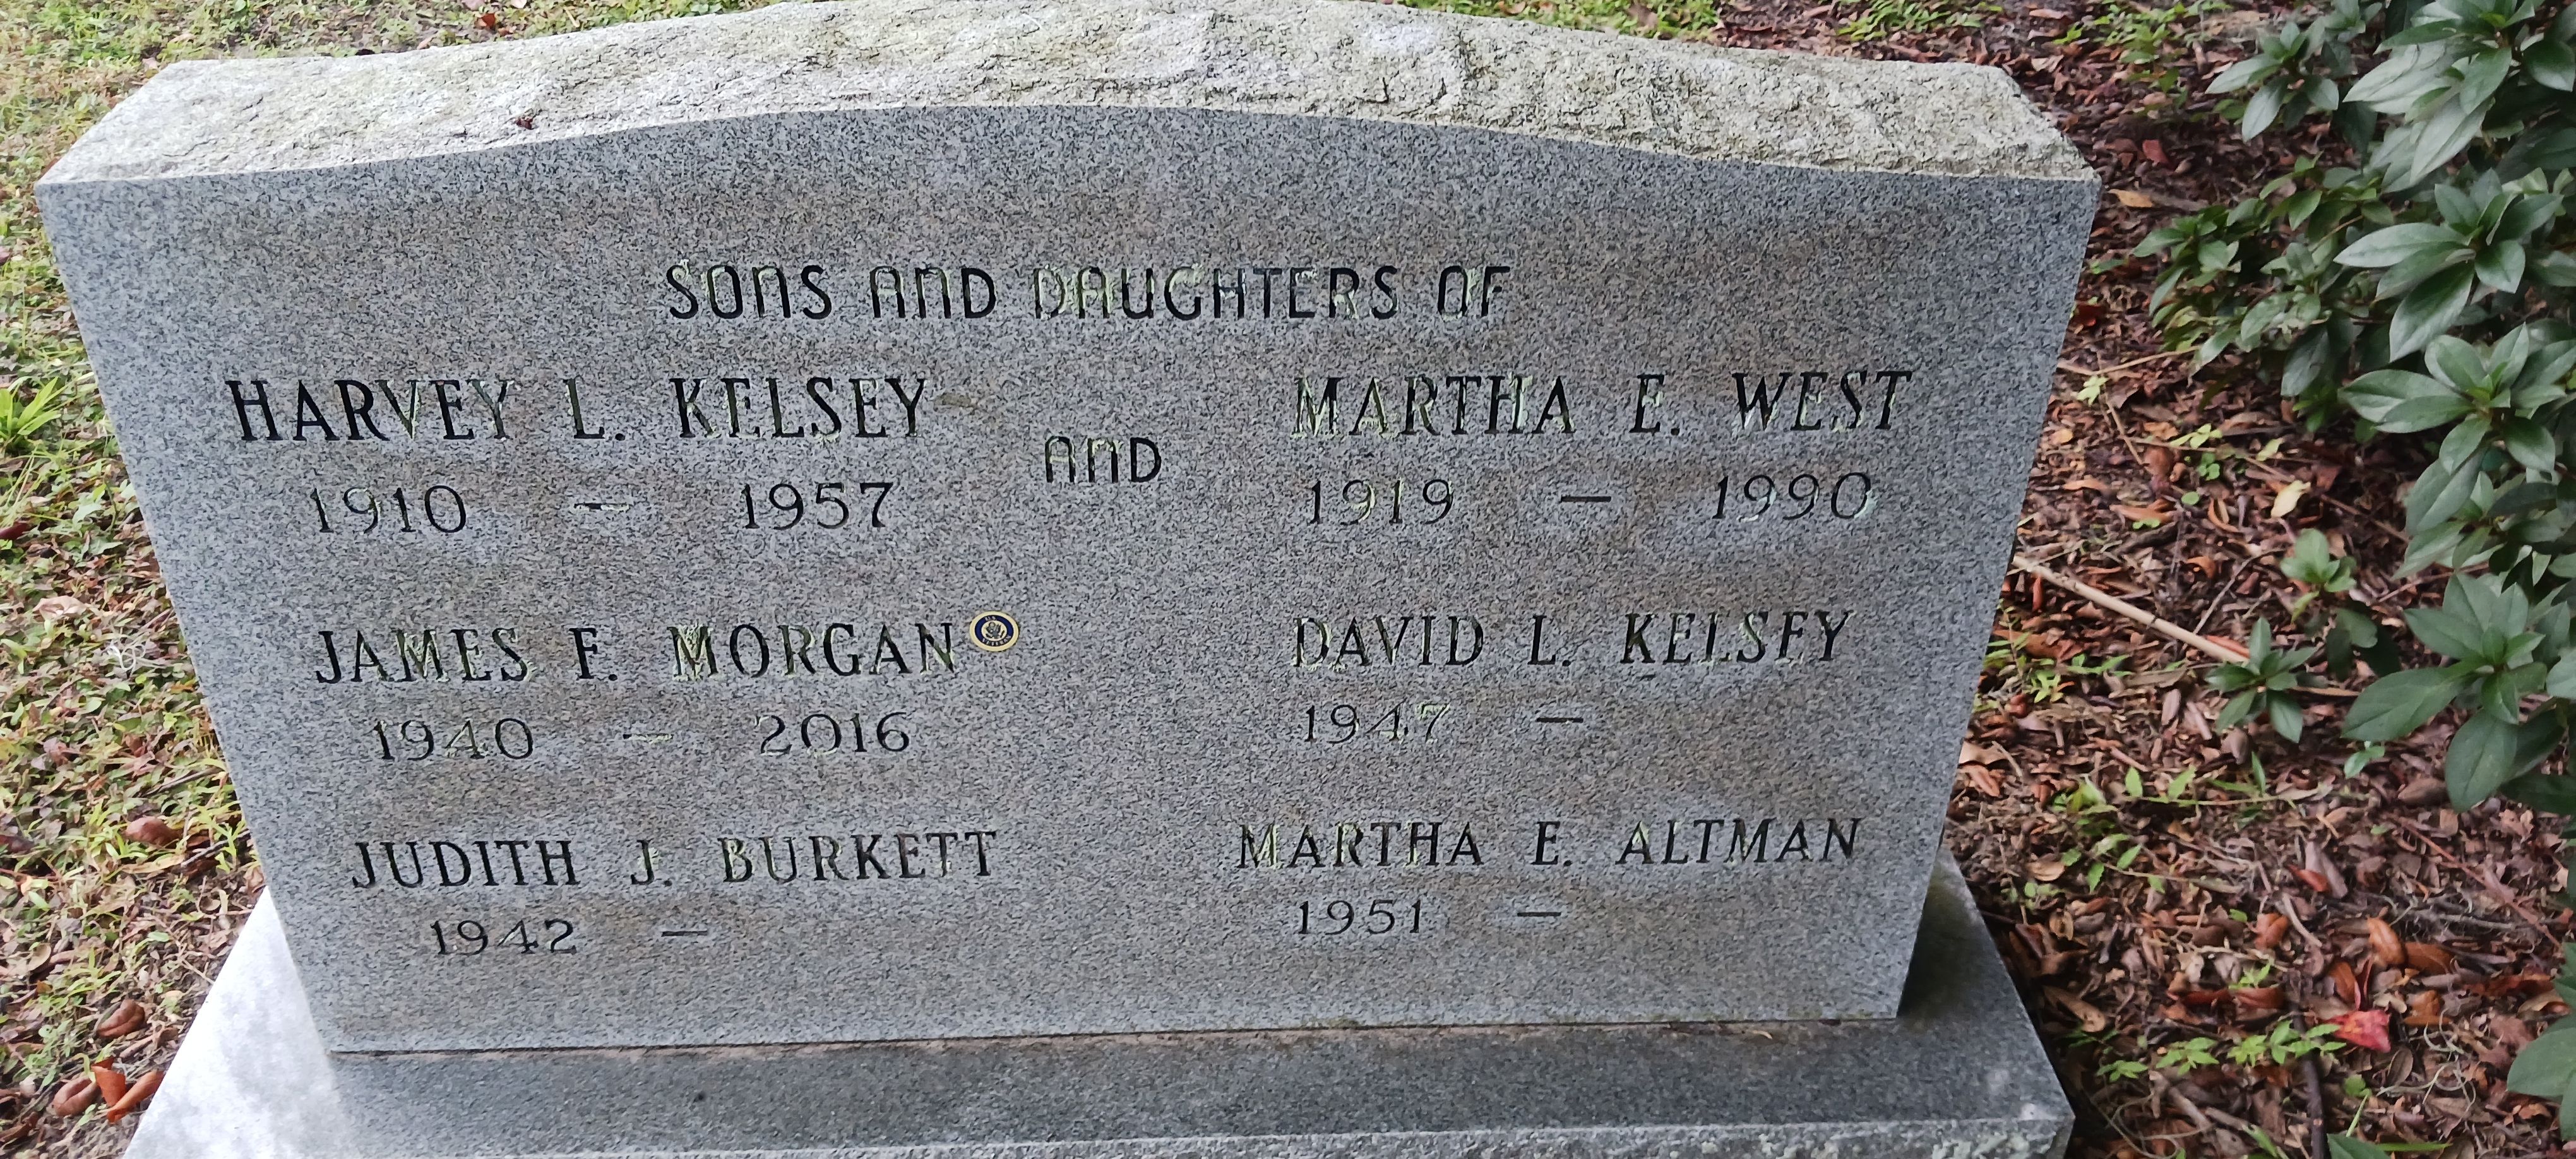 SONS AND DAUGHTERS OF
HARVEY L. KELSEY
1910 - 1957
AND
MARTHA E. WEST
1919 - 1990
JAMES F. MORGAN
1940 - 2016
DAVID L. KELSEY
1947 -
JUDITH J. BURKETT
1942 -
MARTHA E. ALTMAN
1951 -